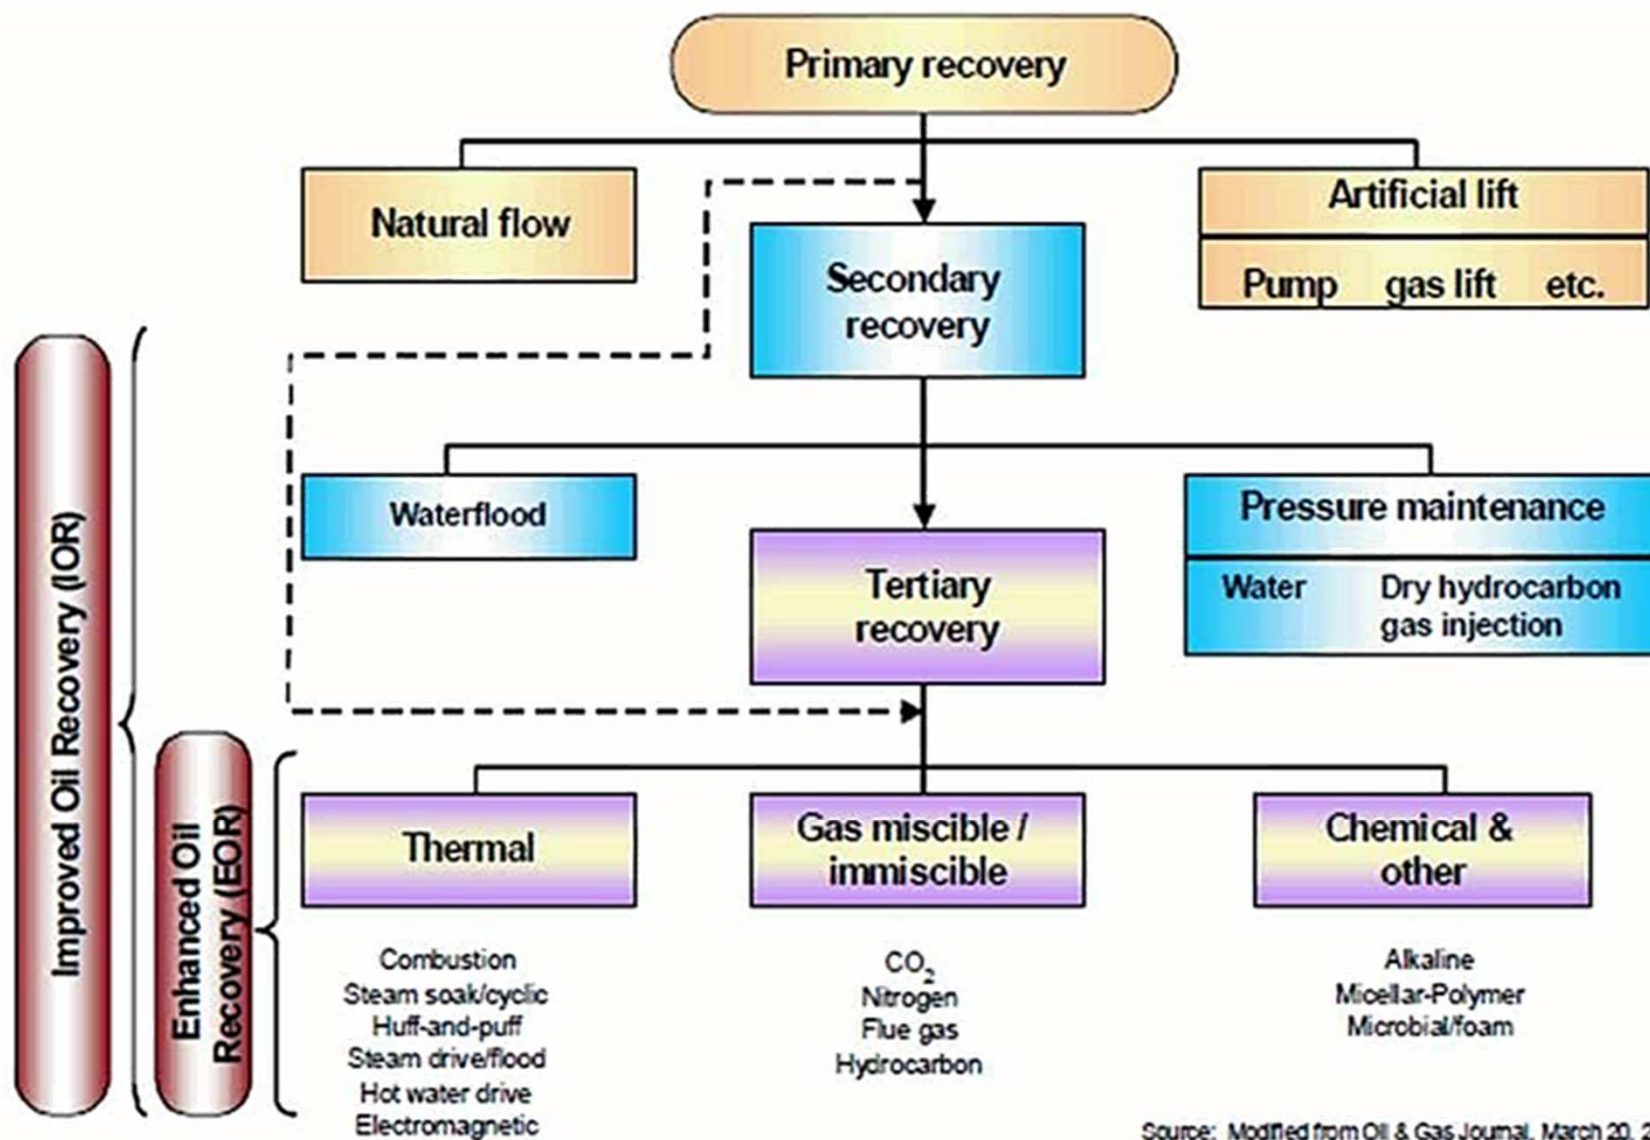 Primary recovery
Natural flow
Artificial lift
Pump gas lift etc.
Secondary
recovery
Waterflood
Pressure maintenance
Water Dry hydrocarbon
gas injection
Tertiary
recovery
Improved Oil Recovery (IOR)
Enhanced Oil
Recovery (EOR)
Thermal
Gas miscible /
immiscible
Chemical &
other
Combustion
Steam soak/cyclic
Huff-and-puff
Steam drive/flood
Hot water drive
Electromagnetic
CO₂
Nitrogen
Flue gas
Hydrocarbon
Alkaline
Micellar-Polymer
Microbial/foam
Source: Modified from Oil & Gas Journal, March 20,